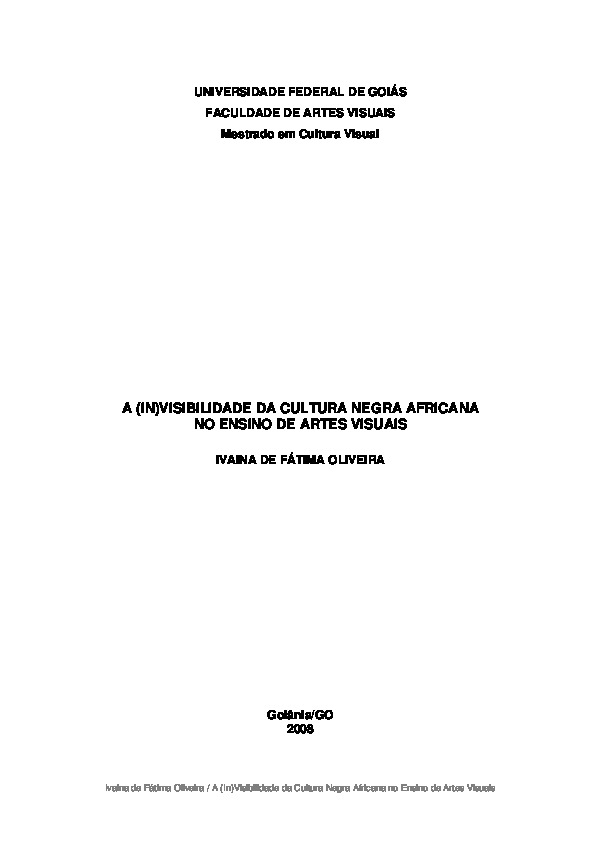 UNIVERSIDADE FEDERAL DE GOIÁS
FACULDADE DE ARTES VISUAIS
Mestrado em Cultura Visual
A (IN)VISIBILIDADE DA CULTURA NEGRA AFRICANA
NO ENSINO DE ARTES VISUAIS
IVAINA DE FÁTIMA OLIVEIRA
Goiânia/GO
2008
Ivaina de Fátima Oliveira / A (In)Visibilidade da Cultura Negra Africana no Ensino de Artes Visuais